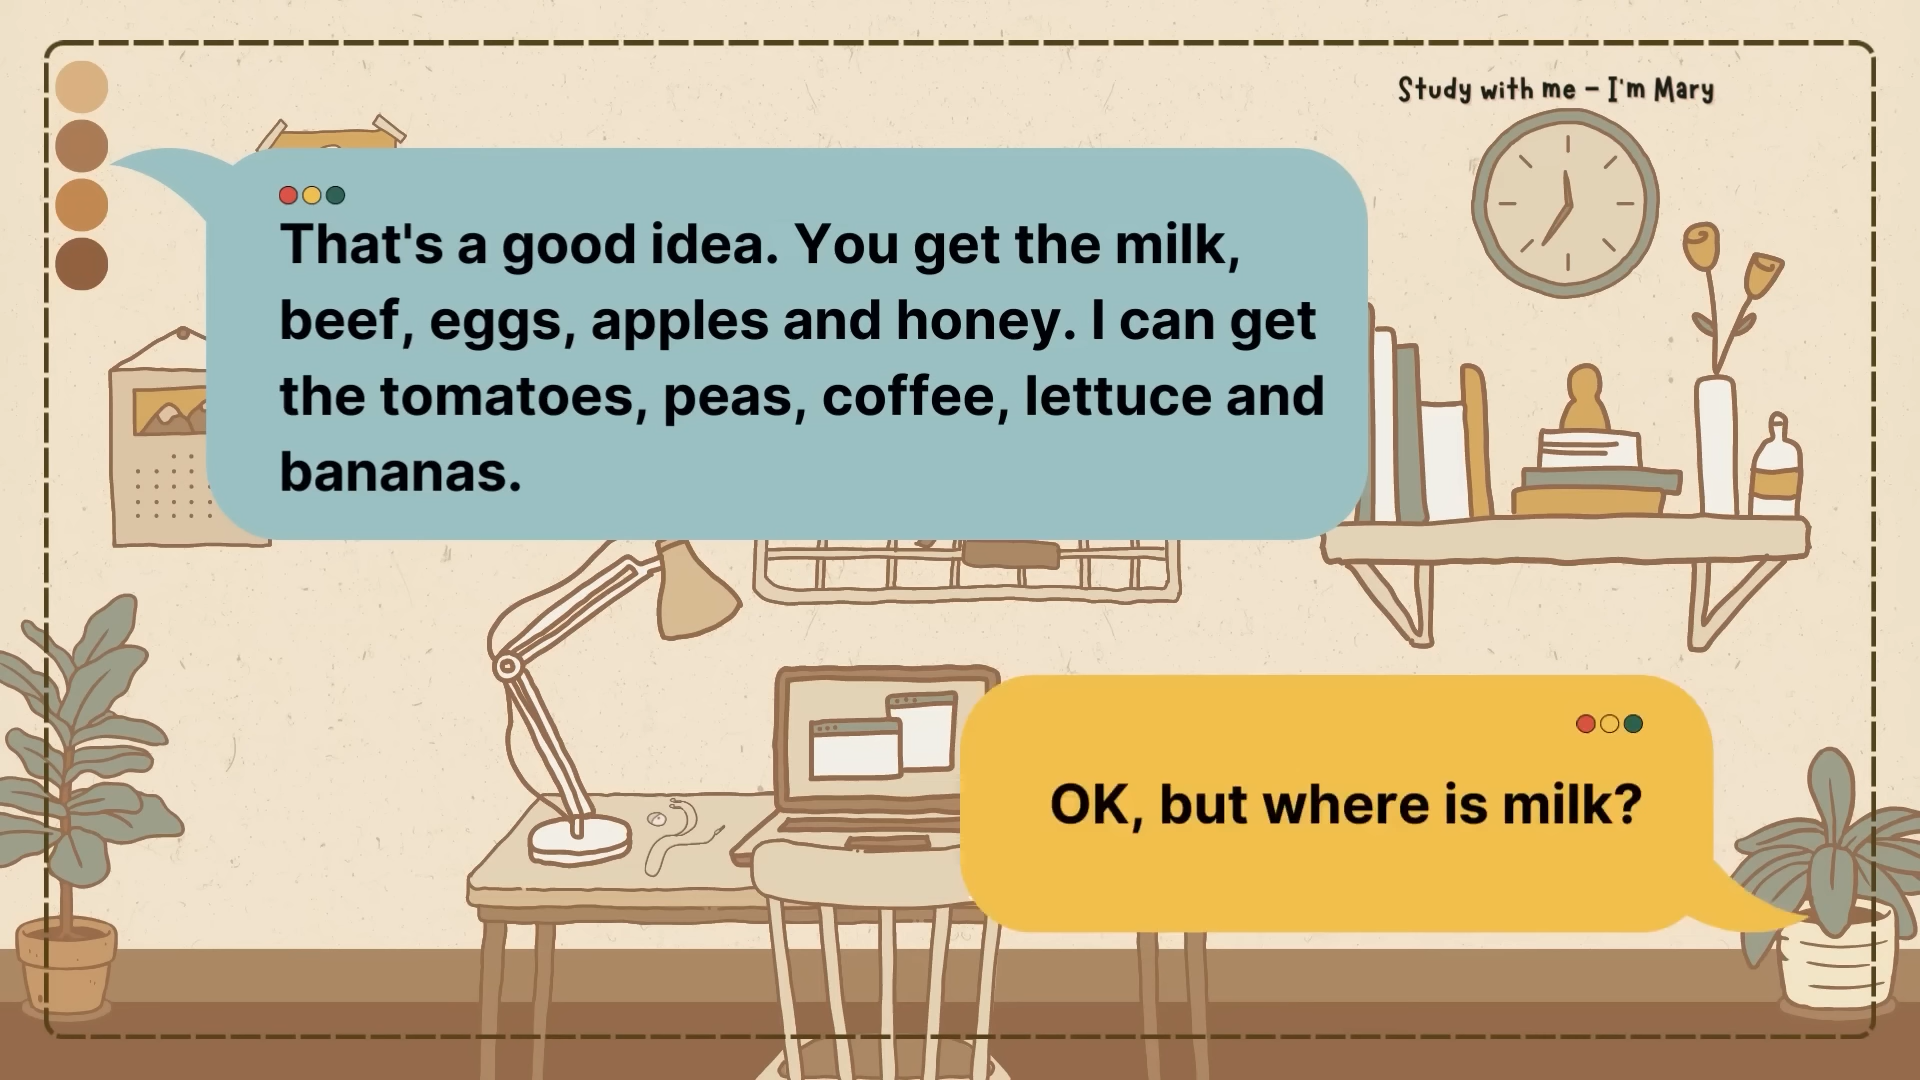 Study with me - I'm Mary
That's a good idea. You get the milk,
beef, eggs, apples and honey. I can get
the tomatoes, peas, coffee, lettuce and
bananas.
OK, but where is milk?